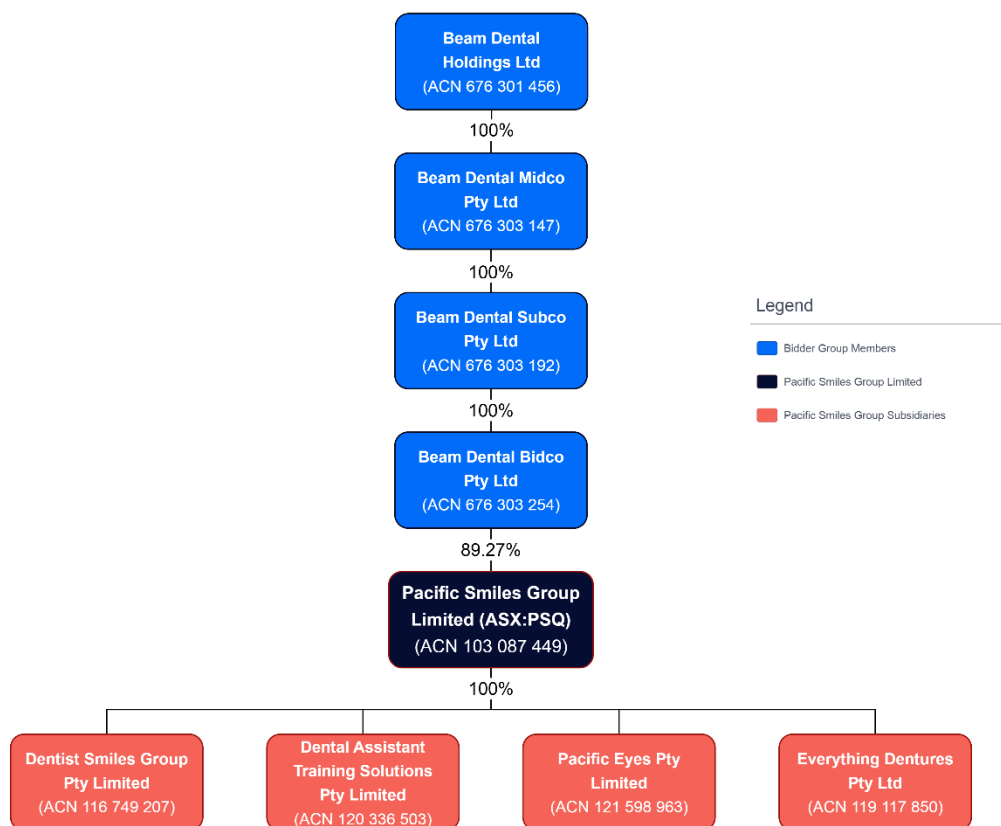 Beam Dental
Holdings Ltd
(ACN 676 301 456)
100%
Beam Dental Midco
Pty Ltd
(ACN 676 303 147)
100%
Beam Dental Subco
Pty Ltd
(ACN 676 303 192)
100%
Beam Dental Bidco
Pty Ltd
(ACN 676 303 254)
89.27%
Pacific Smiles Group
Limited (ASX:PSQ)
(ACN 103 087 449)
100%
Dentist Smiles Group
Pty Limited
(ACN 116 749 207)
Dental Assistant
Training Solutions
Pty Limited
(ACN 120 336 503)
Pacific Eyes Pty
Limited
(ACN 121 598 963)
Everything Dentures
Pty Ltd
(ACN 119 117 850)
Legend
Bidder Group Members
Pacific Smiles Group Limited
Pacific Smiles Group Subsidiaries